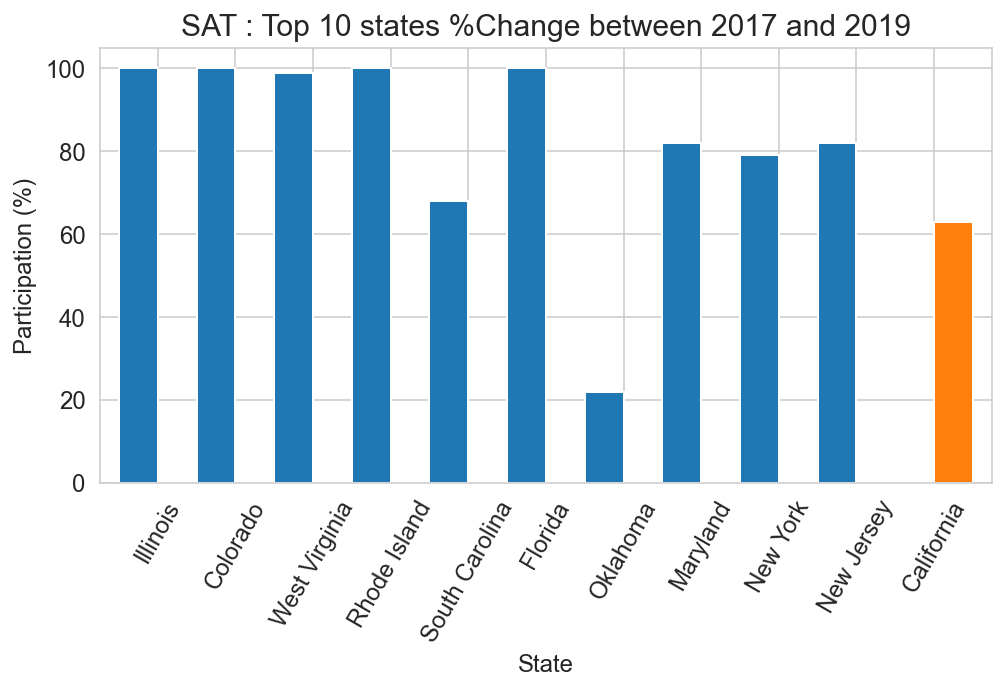 SAT : Top 10 states %Change between 2017 and 2019
Participation (%)
100
80
60
40
20
0
Illinois
Colorado
West Virginia
Rhode Island
South Carolina
Florida
Oklahoma
Maryland
New York
New Jersey
California
State